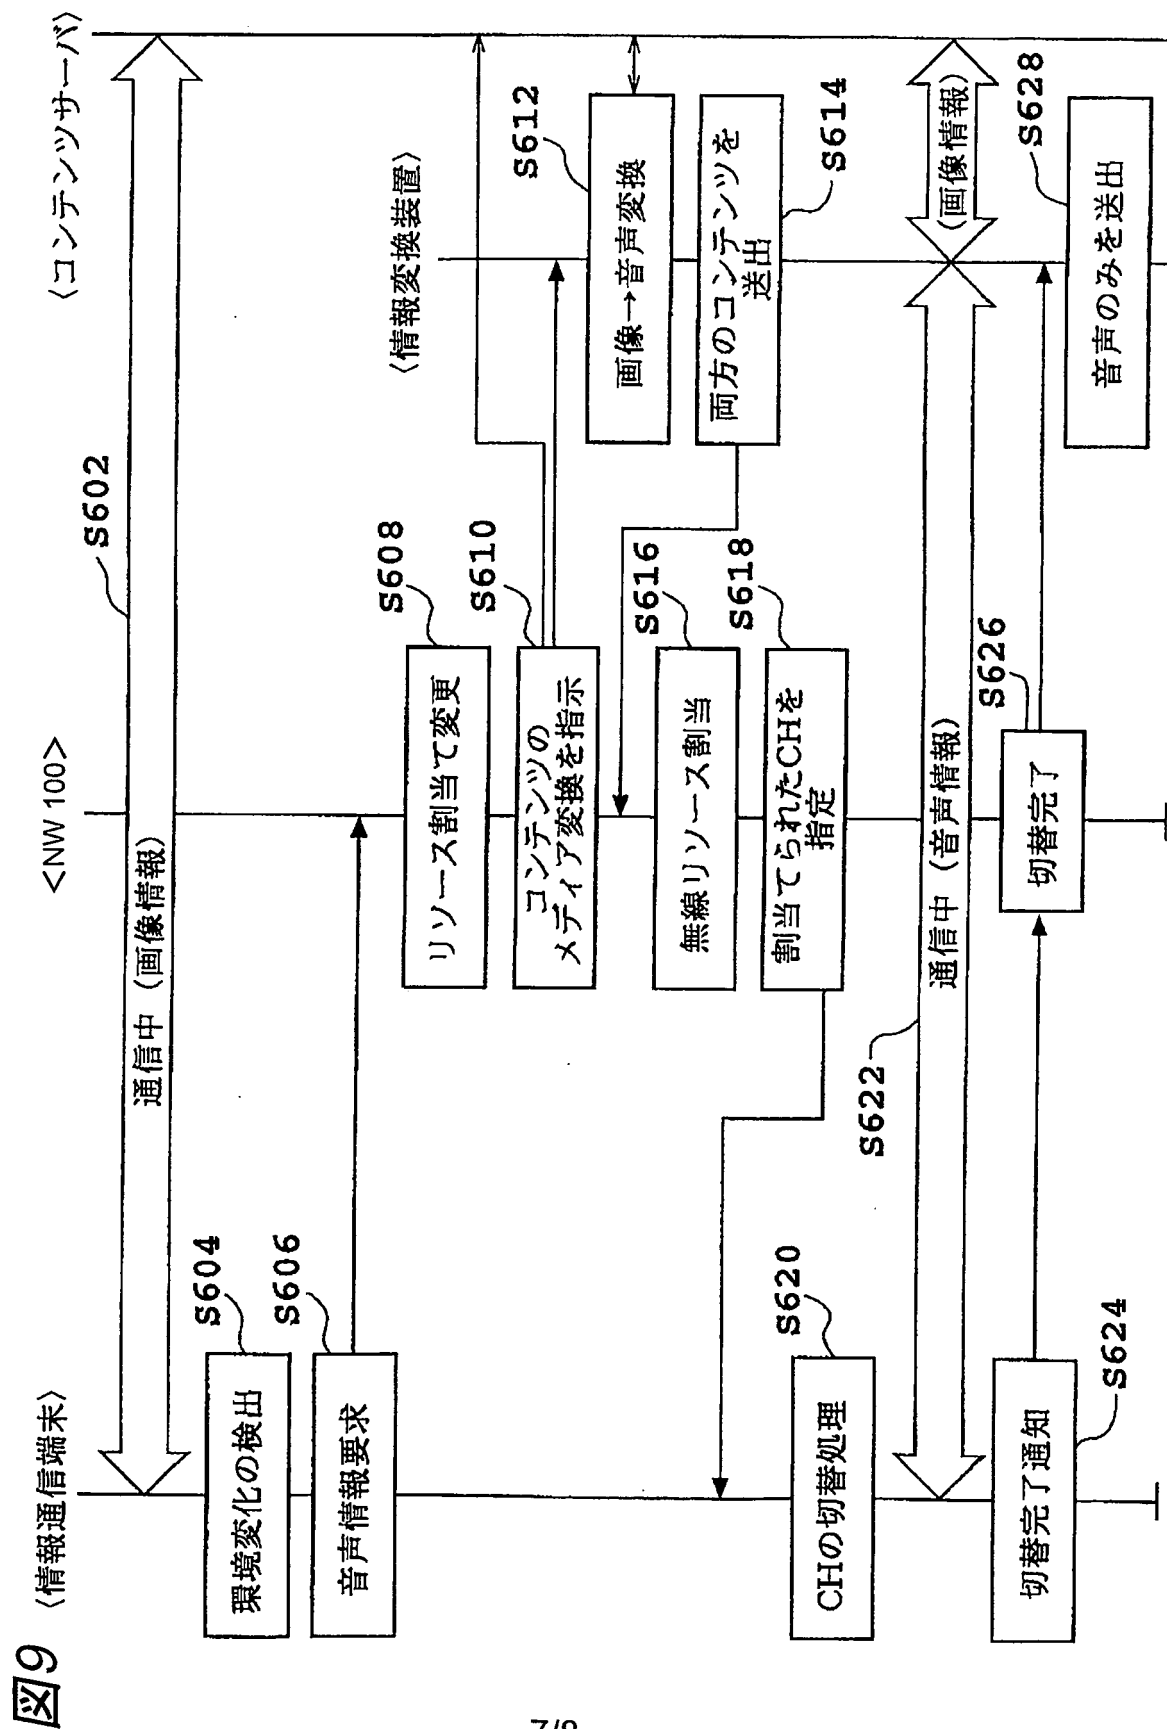 図9
〈情報通信端末〉
<NW 100>
〈コンテンツサーバ〉
S602
通信中（画像情報）
S604
環境変化の検出
S606
音声情報要求
〈情報変換装置〉
S608
リソース割当て変更
S610
コンテンツの
メディア変換を指示
S612
画像→音声変換
S614
両方のコンテンツを
送出
S616
無線リソース割当
S618
割当てられたCHを
指定
S620
CHの切替処理
S622
通信中（音声情報）
（画像情報）
S624
切替完了通知
S626
切替完了
S628
音声のみを送出